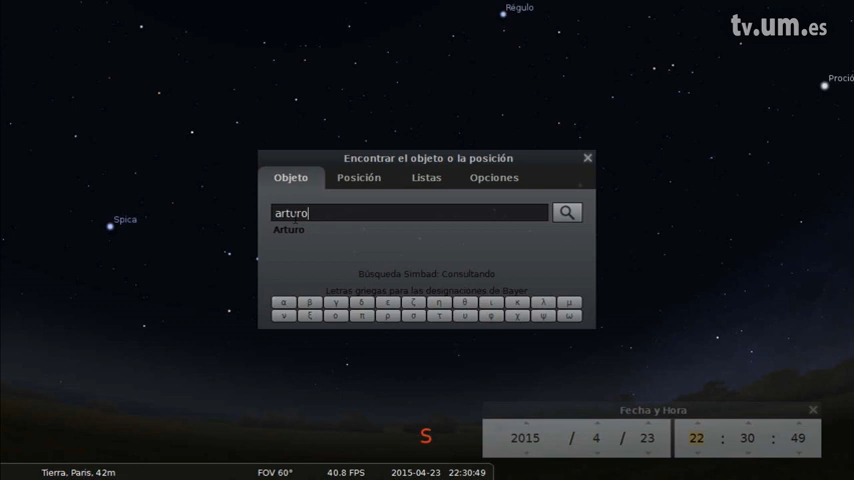 Régulo
tv.um.es
Proció
Encontrar el objeto o la posición
Objeto Posición Listas Opciones
arturo
Arturo
Spica
Búsqueda Simbad: Consultando
Letras griegas para las designaciones de Bayer
α β γ δ ε ζ η θ ι κ λ μ
ν ξ ο π ρ σ τ υ φ χ ψ ω
Fecha y Hora
2015 / 4 / 23 22 : 30 : 49
S
Tierra, Paris, 42m FOV 60° 40.8 FPS 2015-04-23 22:30:49